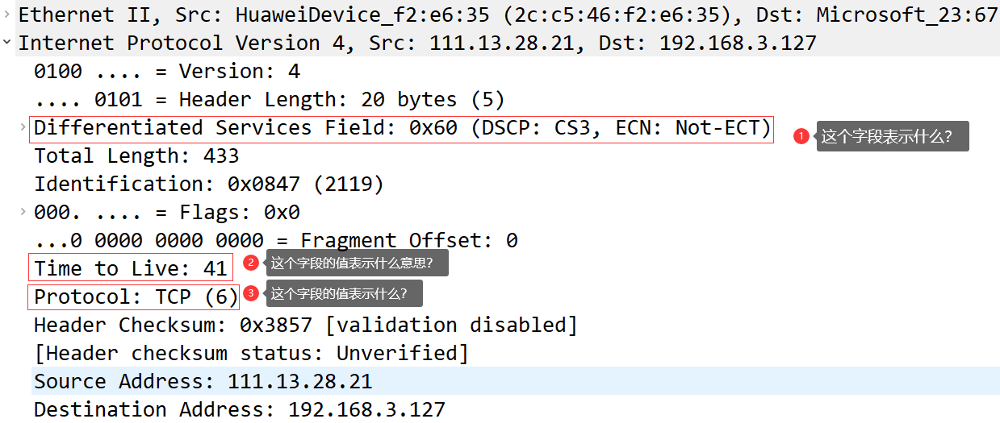 Ethernet II, Src: HuaweiDevice_f2:e6:35 (2c:c5:46:f2:e6:35), Dst: Microsoft_23:67
Internet Protocol Version 4, Src: 111.13.28.21, Dst: 192.168.3.127
0100 .... = Version: 4
.... 0101 = Header Length: 20 bytes (5)
Differentiated Services Field: 0x60 (DSCP: CS3, ECN: Not-ECT) 1 这个字段表示什么?
Total Length: 433
Identification: 0x0847 (2119)
000. .... = Flags: 0x0
...0 0000 0000 0000 = Fragment Offset: 0
Time to Live: 41 2 这个字段的值表示什么意思?
Protocol: TCP (6) 3 这个字段的值表示什么?
Header Checksum: 0x3857 [validation disabled]
[Header checksum status: Unverified]
Source Address: 111.13.28.21
Destination Address: 192.168.3.127